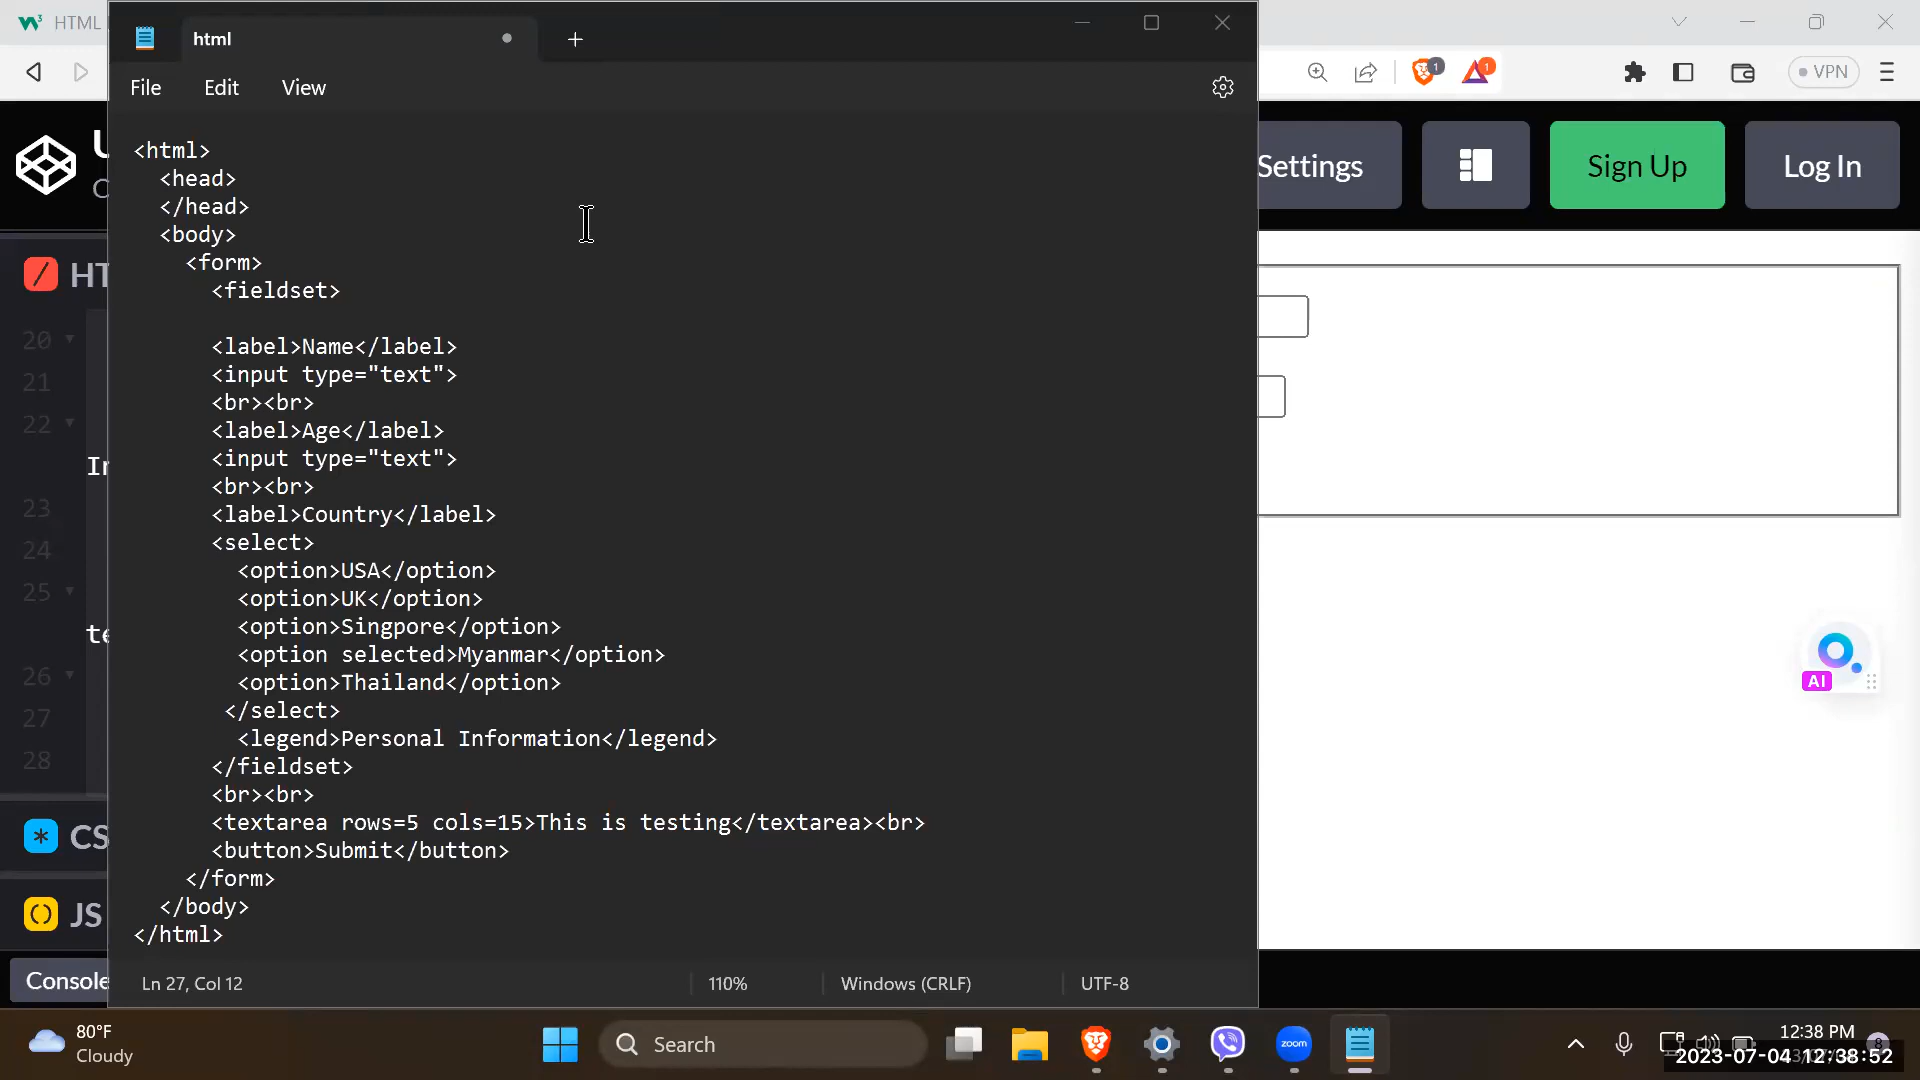 HTML
html
File Edit View
VPN
Settings
Sign Up
Log In
<html>
<head>
</head>
<body>
<form>
<fieldset>
<label>Name</label>
<input type="text">
<br><br>
<label>Age</label>
<input type="text">
<br><br>
<label>Country</label>
<select>
<option>USA</option>
<option>UK</option>
<option>Singpore</option>
<option selected>Myanmar</option>
<option>Thailand</option>
</select>
<legend>Personal Information</legend>
</fieldset>
<br><br>
<textarea rows=5 cols=15>This is testing</textarea><br>
<button>Submit</button>
</form>
</body>
</html>
HT
20
21
22
23
24
25
te
26
27
28
CS
JS
Console
AI
Ln 27, Col 12
110%
Windows (CRLF)
UTF-8
80°F
Cloudy
Search
zoom
12:38 PM
2023-07-04 12:38:52